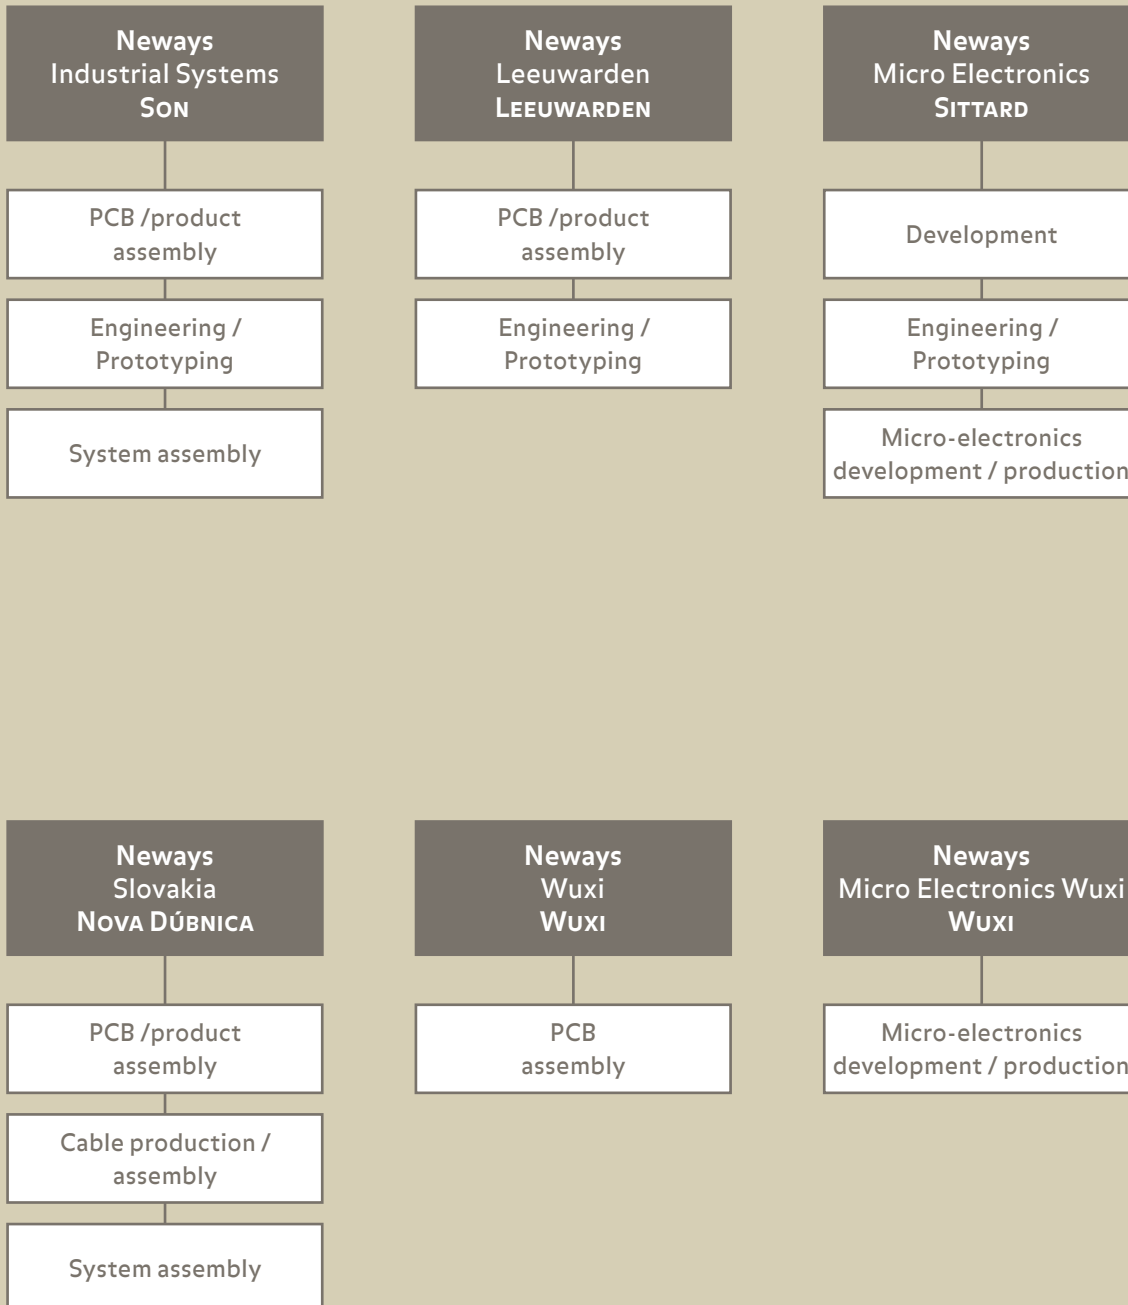 Neways
Industrial Systems
Son
PCB /product
assembly
Engineering /
Prototyping
System assembly
Neways
Leeuwarden
Leeuwarden
PCB /product
assembly
Engineering /
Prototyping
Neways
Micro Electronics
Sittard
Development
Engineering /
Prototyping
Micro-electronics
development / production
Neways
Slovakia
Nova Dúbnica
PCB /product
assembly
Cable production /
assembly
System assembly
Neways
Wuxi
Wuxi
PCB
assembly
Neways
Micro Electronics Wuxi
Wuxi
Micro-electronics
development / production